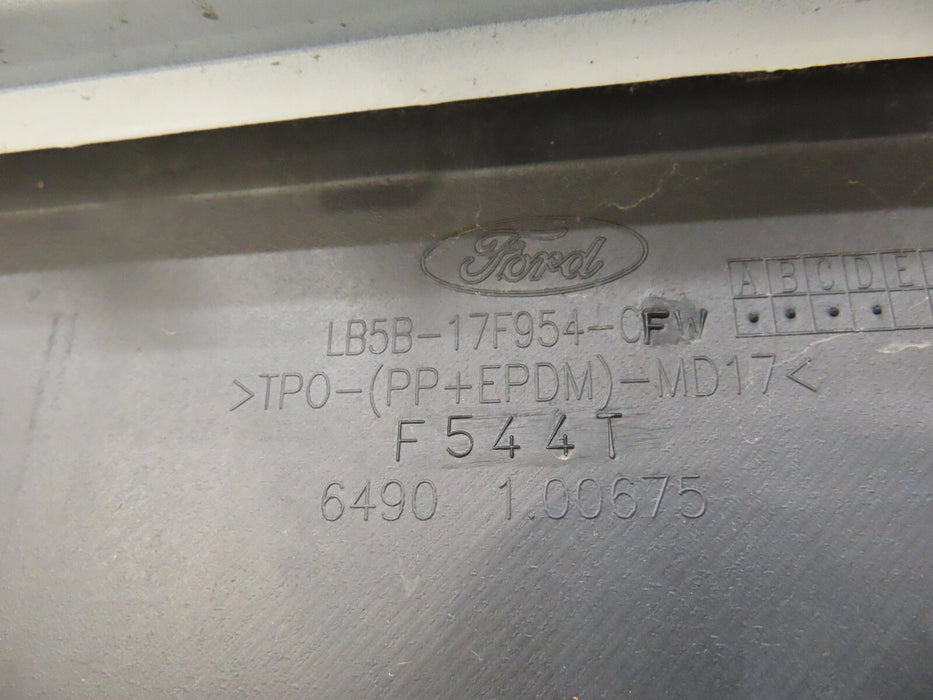 Ford
A B C D E
LB5B-17F954-CFW
>TPO-(PP+EPDM)-MD17<
F544T
6490 1.00675